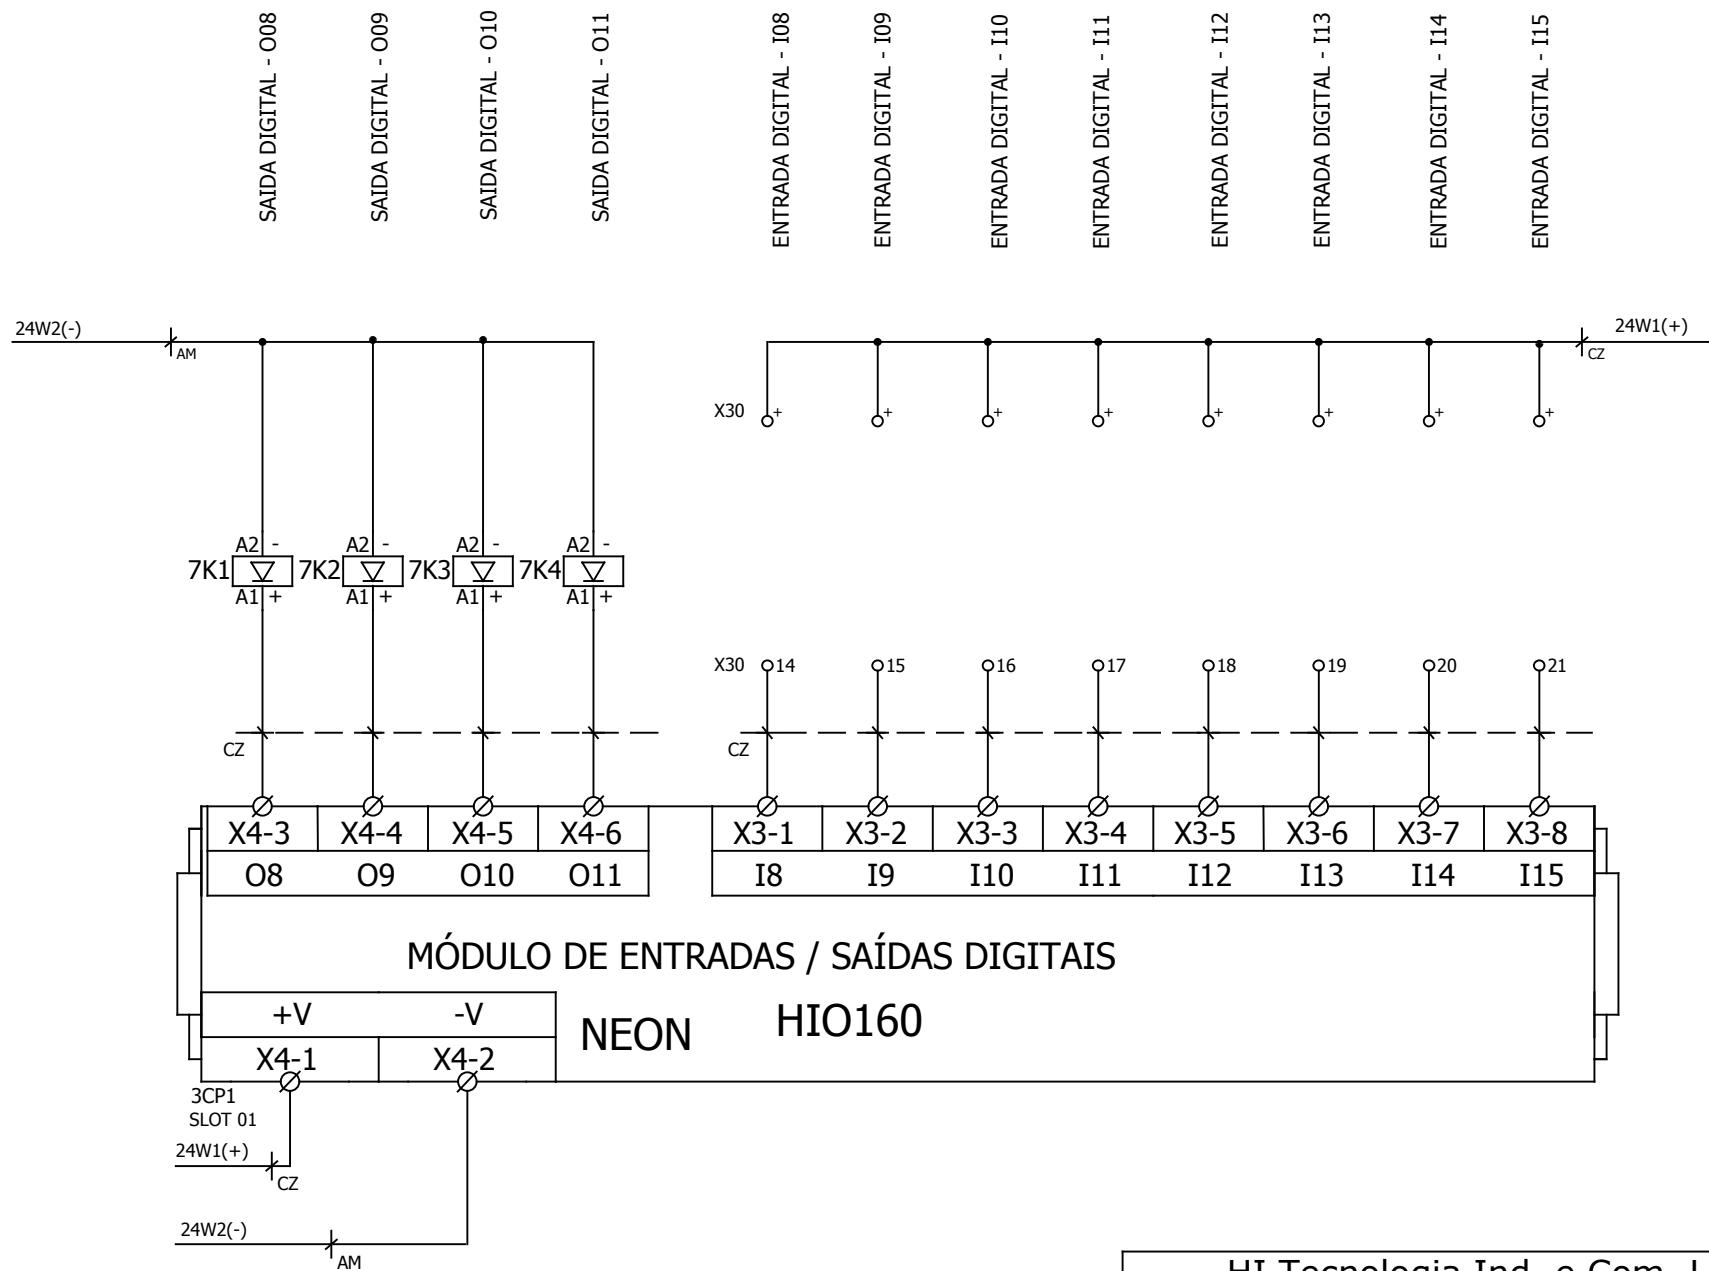 SAIDA DIGITAL - O08
SAIDA DIGITAL - O09
SAIDA DIGITAL - O10
SAIDA DIGITAL - O11
ENTRADA DIGITAL - I08
ENTRADA DIGITAL - I09
ENTRADA DIGITAL - I10
ENTRADA DIGITAL - I11
ENTRADA DIGITAL - I12
ENTRADA DIGITAL - I13
ENTRADA DIGITAL - I14
ENTRADA DIGITAL - I15
24W2(-)
AM
24W1(+)
CZ
X30 + + + + + + + +
A2 - A2 - A2 - A2 -
7K1 7K2 7K3 7K4
A1 + A1 + A1 + A1 +
X30 14 15 16 17 18 19 20 21
CZ CZ
X4-3 X4-4 X4-5 X4-6 X3-1 X3-2 X3-3 X3-4 X3-5 X3-6 X3-7 X3-8
O8 O9 O10 O11 I8 I9 I10 I11 I12 I13 I14 I15
MÓDULO DE ENTRADAS / SAÍDAS DIGITAIS
+V -V
NEON HIO160
X4-1 X4-2
3CP1
SLOT 01
24W1(+)
CZ
24W2(-)
AM
HI Tecnologia Ind. e Com. L